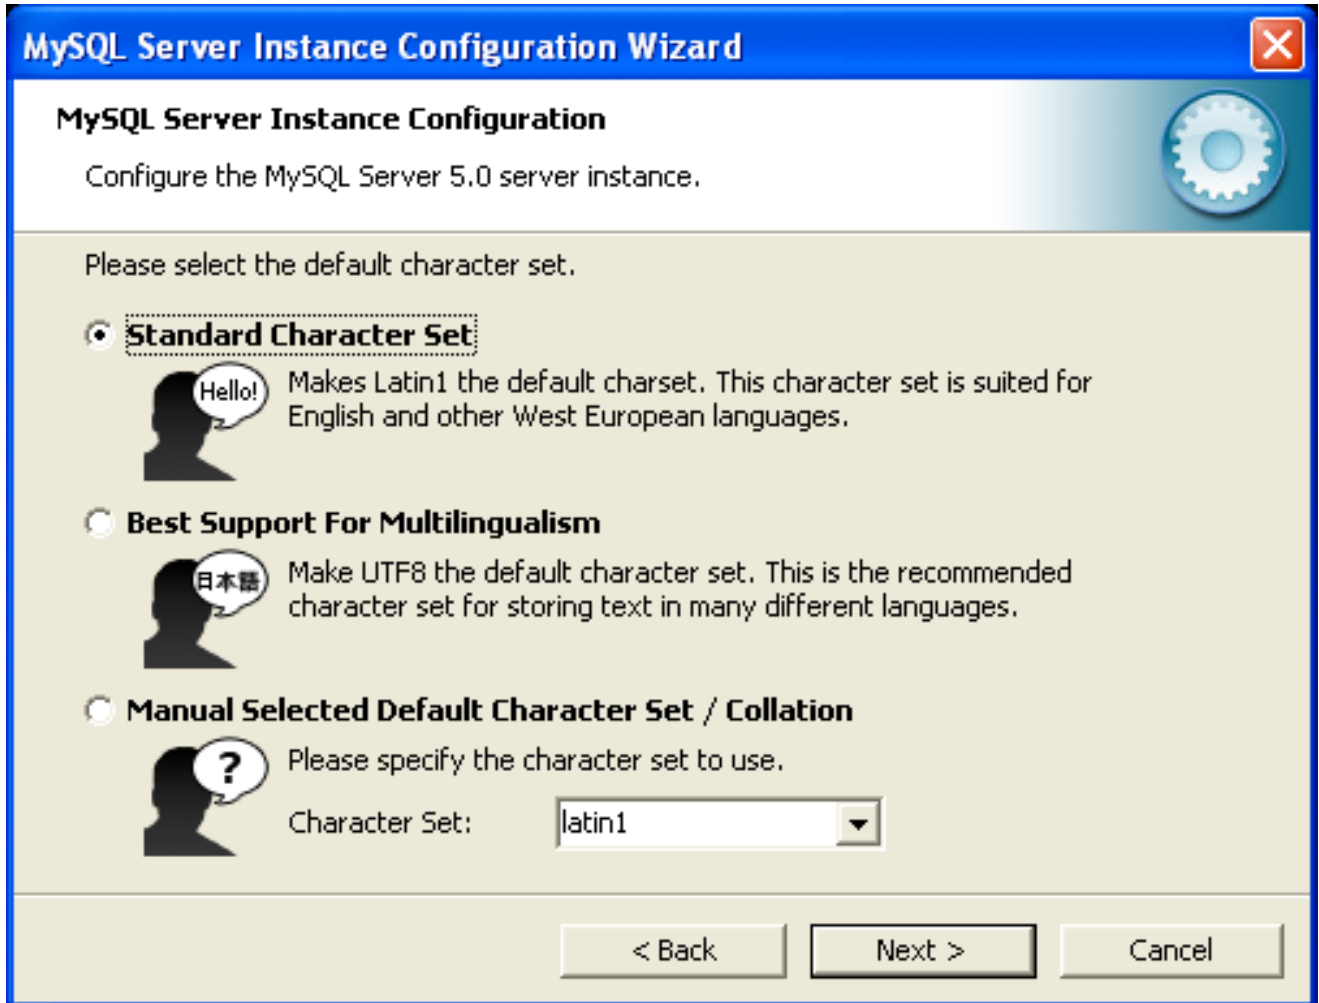 MySQL Server Instance Configuration Wizard
MySQL Server Instance Configuration
Configure the MySQL Server 5.0 server instance.
Please select the default character set.
Standard Character Set
Hello!
Makes Latin1 the default charset. This character set is suited for
English and other West European languages.
Best Support For Multilingualism
日本語
Make UTF8 the default character set. This is the recommended
character set for storing text in many different languages.
Manual Selected Default Character Set / Collation
?
Please specify the character set to use.
Character Set: latin1
< Back Next > Cancel